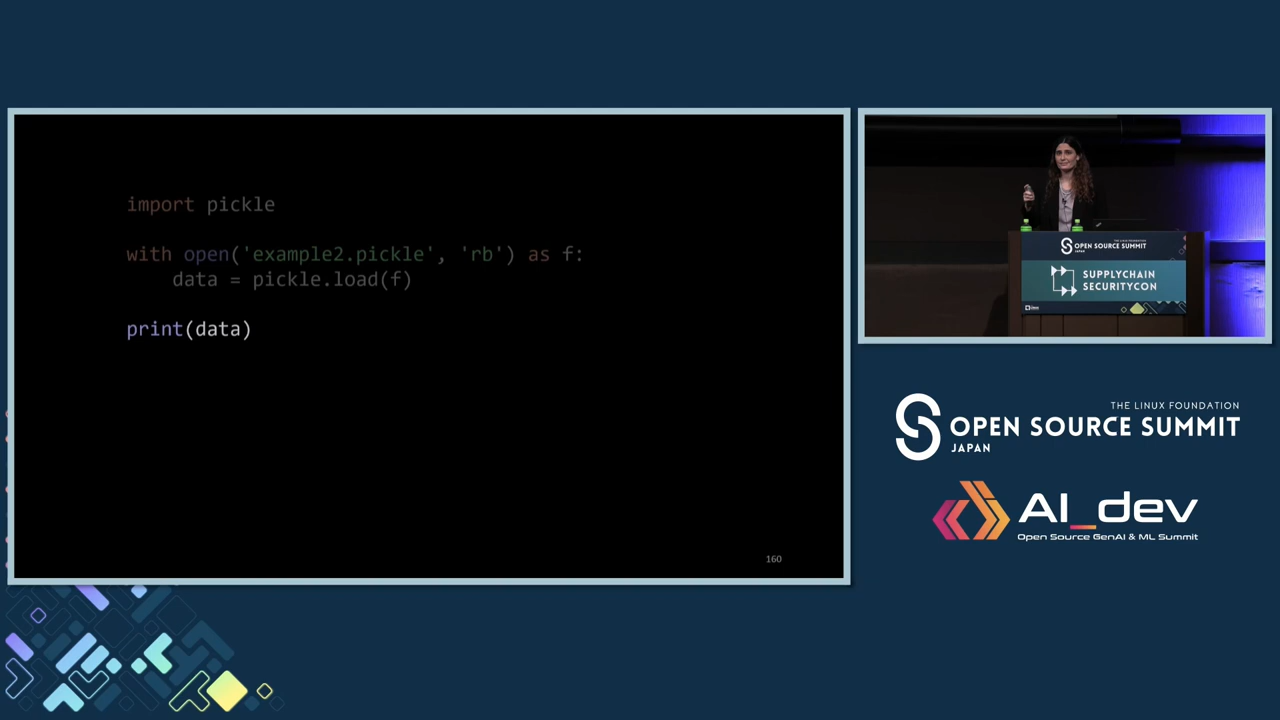 import pickle
with open('example2.pickle', 'rb') as f:
    data = pickle.load(f)
print(data)
160
OPEN SOURCE SUMMIT
SUPPLYCHAIN
SECURITYCON
THE LINUX FOUNDATION
OPEN SOURCE SUMMIT
JAPAN
AI_dev
Open Source GenAI & ML Summit